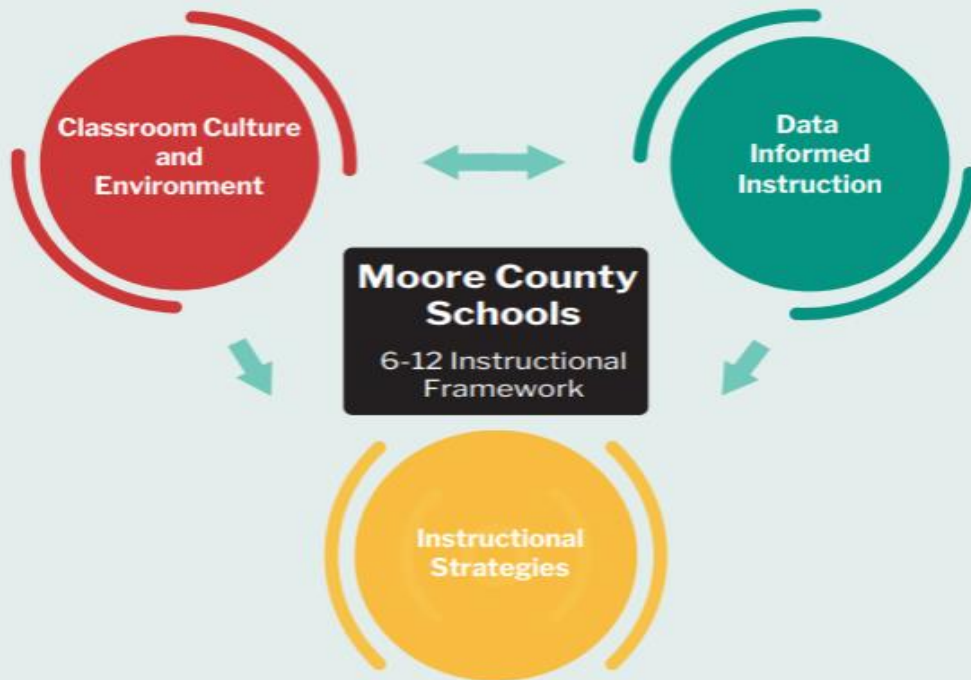 Classroom Culture
and
Environment
Data
Informed
Instruction
Moore County
Schools
6-12 Instructional
Framework
Instructional
Strategies